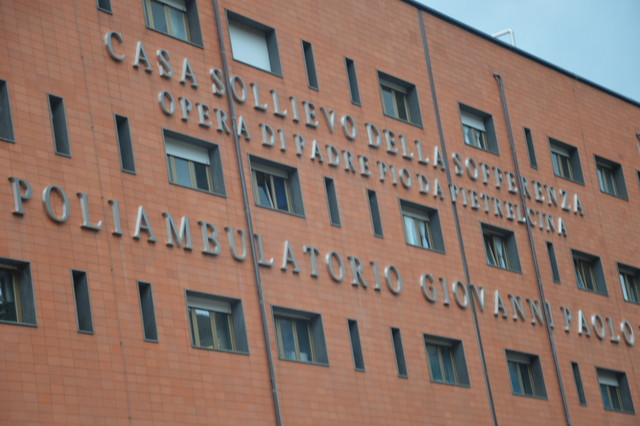 CASA SOLLIEVO DELLA SOFFERENZA
OPERA DI PADRE PIO DA PIETRELCINA
POLIAMBULATORIO GIOVANNI PAOLO